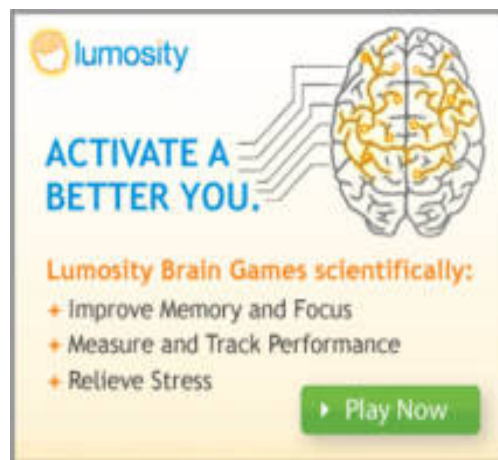 lumosity
ACTIVATE A
BETTER YOU.
Lumosity Brain Games scientifically:
+ Improve Memory and Focus
+ Measure and Track Performance
+ Relieve Stress
Play Now